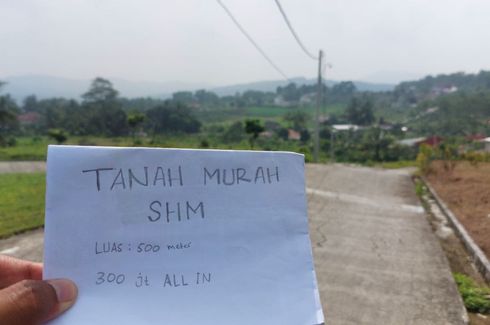 TANAH MURAH
SHM
LUAS : 500 meter
300 jt ALL IN